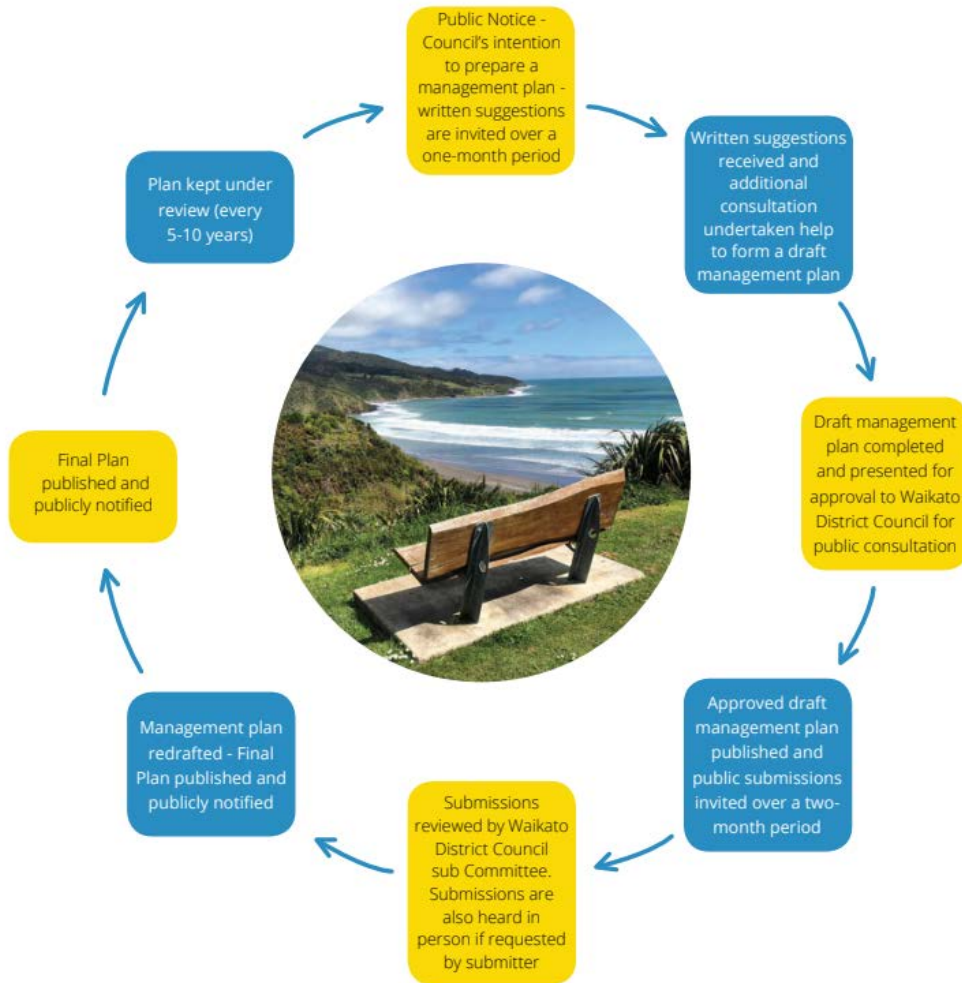 Public Notice -
Council's intention
to prepare a
management plan -
written suggestions
are invited over a
one-month period
Written suggestions
received and
additional
consultation
undertaken help
to form a draft
management plan
Draft management
plan completed
and presented for
approval to Waikato
District Council for
public consultation
Approved draft
management plan
published and
public submissions
invited over a two-
month period
Submissions
reviewed by Waikato
District Council
sub Committee.
Submissions are
also heard in
person if requested
by submitter
Management plan
redrafted - Final
Plan published and
publicly notified
Final Plan
published and
publicly notified
Plan kept under
review (every
5-10 years)